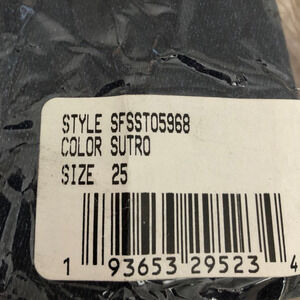 STYLE SFSST05968
COLOR SUTRO
SIZE 25
1 93653 29523 4